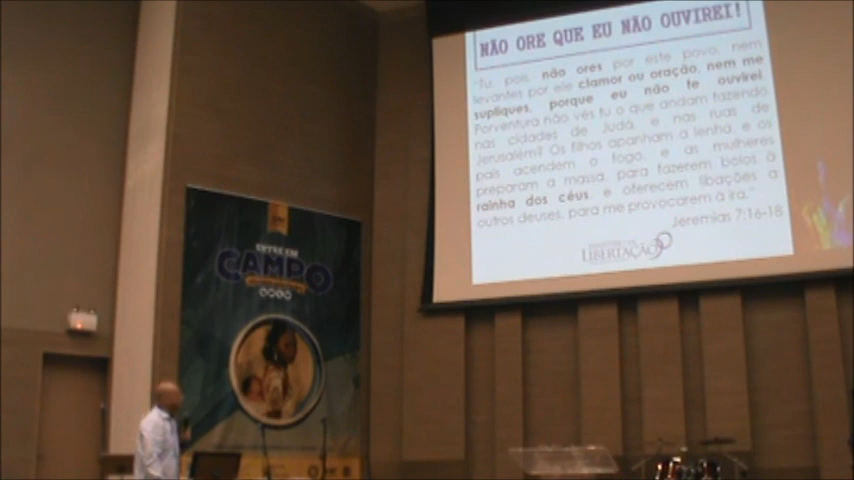 NÃO ORE QUE EU NÃO OUVIREI!
"Tu, pois, não ores por este povo, nem
levantes por ele clamor ou oração, nem me
supliques, porque eu não te ouvirei.
Porventura não vês tu o que andam fazendo
nas cidades de Judá, e nas ruas de
Jerusalém? Os filhos apanham a lenha, e os
pais acendem o fogo, e as mulheres
preparam a massa, para fazerem bolos à
rainha dos céus, e oferecem libações a
outros deuses, para me provocarem à ira."
Jeremias 7:16-18
LIBERTAÇÃO
ENTRE EM
CAMPO